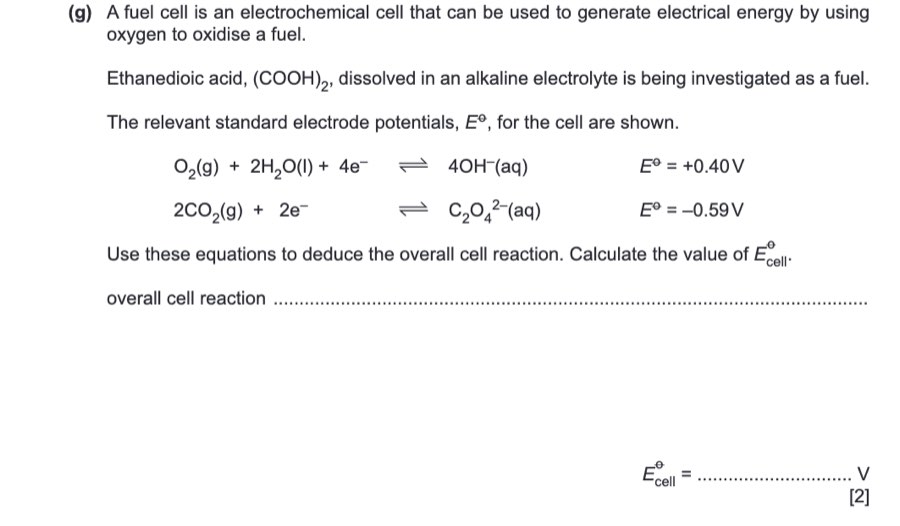 (g) A fuel cell is an electrochemical cell that can be used to generate electrical energy by using
oxygen to oxidise a fuel.
Ethanedioic acid, (COOH)₂, dissolved in an alkaline electrolyte is being investigated as a fuel.
The relevant standard electrode potentials, E⦵, for the cell are shown.
O₂(g) + 2H₂O(l) + 4e⁻ ⇌ 4OH⁻(aq) E⦵ = +0.40V
2CO₂(g) + 2e⁻ ⇌ C₂O₄²⁻(aq) E⦵ = –0.59V
Use these equations to deduce the overall cell reaction. Calculate the value of E⦵cell.
overall cell reaction ........................................................................................................
E⦵cell = ............................... V
[2]